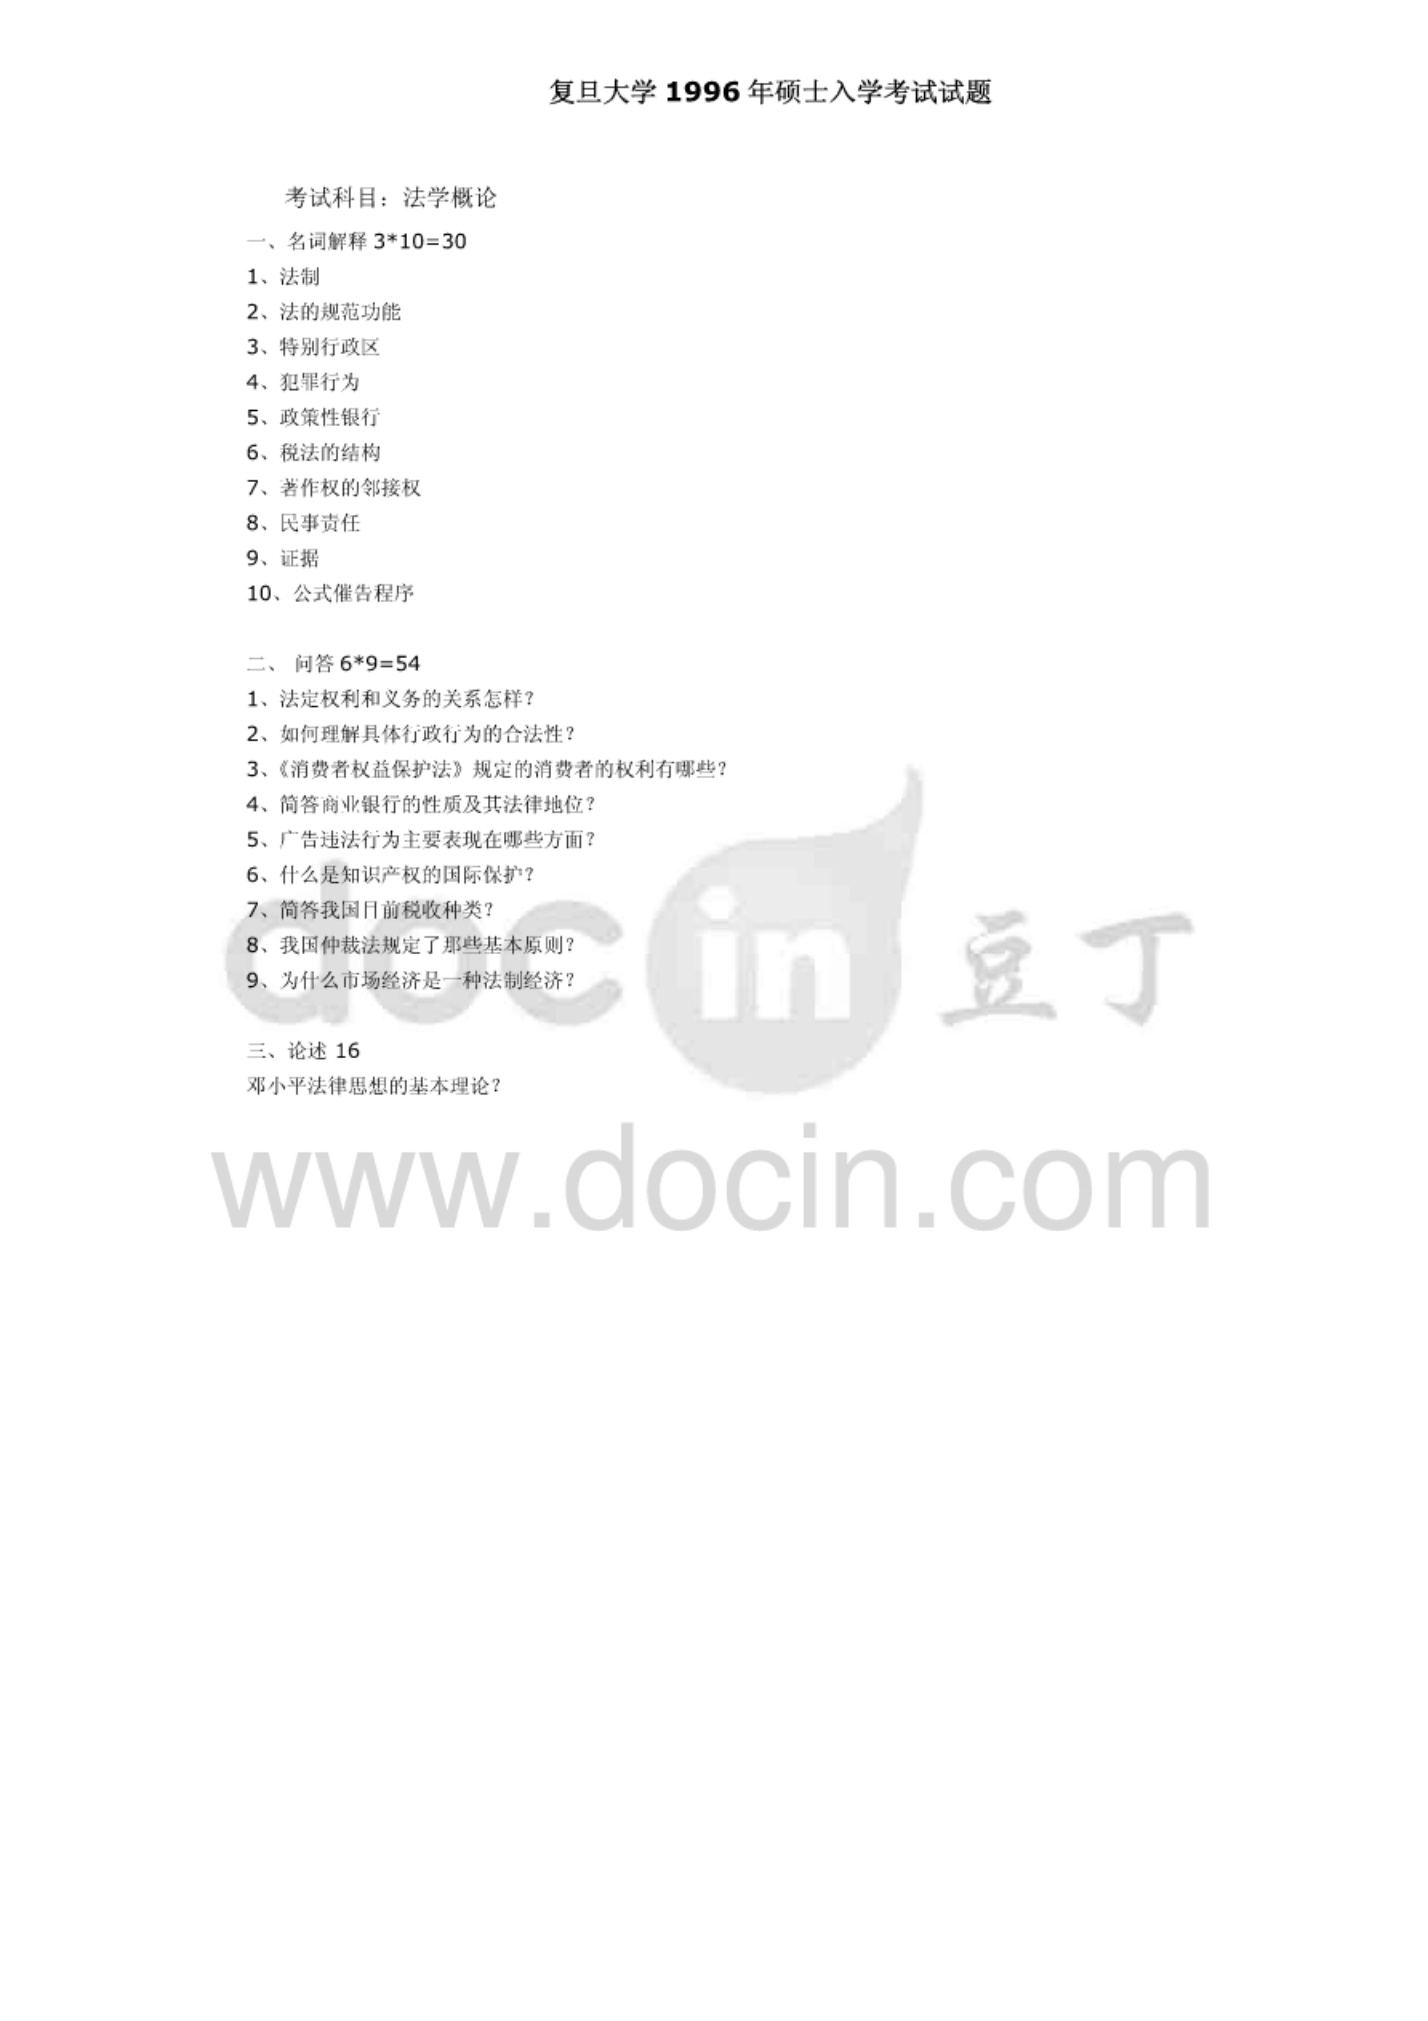 复旦大学 1996 年硕士入学考试试题
考试科目：法学概论
一、名词解释 3*10=30
1、法制
2、法的规范功能
3、特别行政区
4、犯罪行为
5、政策性银行
6、税法的结构
7、著作权的邻接权
8、民事责任
9、证据
10、公式催告程序
二、 问答 6*9=54
1、法定权利和义务的关系怎样？
2、如何理解具体行政行为的合法性？
3、《消费者权益保护法》规定的消费者的权利有哪些？
4、简答商业银行的性质及其法律地位？
5、广告违法行为主要表现在哪些方面？
6、什么是知识产权的国际保护？
7、简答我国目前税收种类？
8、我国仲裁法规定了那些基本原则？
9、为什么市场经济是一种法制经济？
三、论述 16
邓小平法律思想的基本理论？
docin 豆丁
www.docin.com